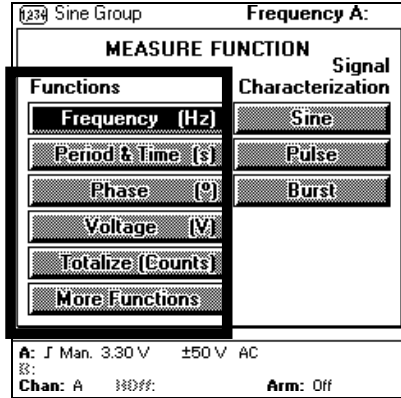 1234 Sine Group Frequency A:
MEASURE FUNCTION
Signal
Functions Characterization
Frequency (Hz) Sine
Period & Time (s) Pulse
Phase (º) Burst
Voltage (V)
Totalize (Counts)
More Functions
A: ꭍ Man. 3.30 V ±50 V AC
B:
Chan: A HOff: Arm: Off